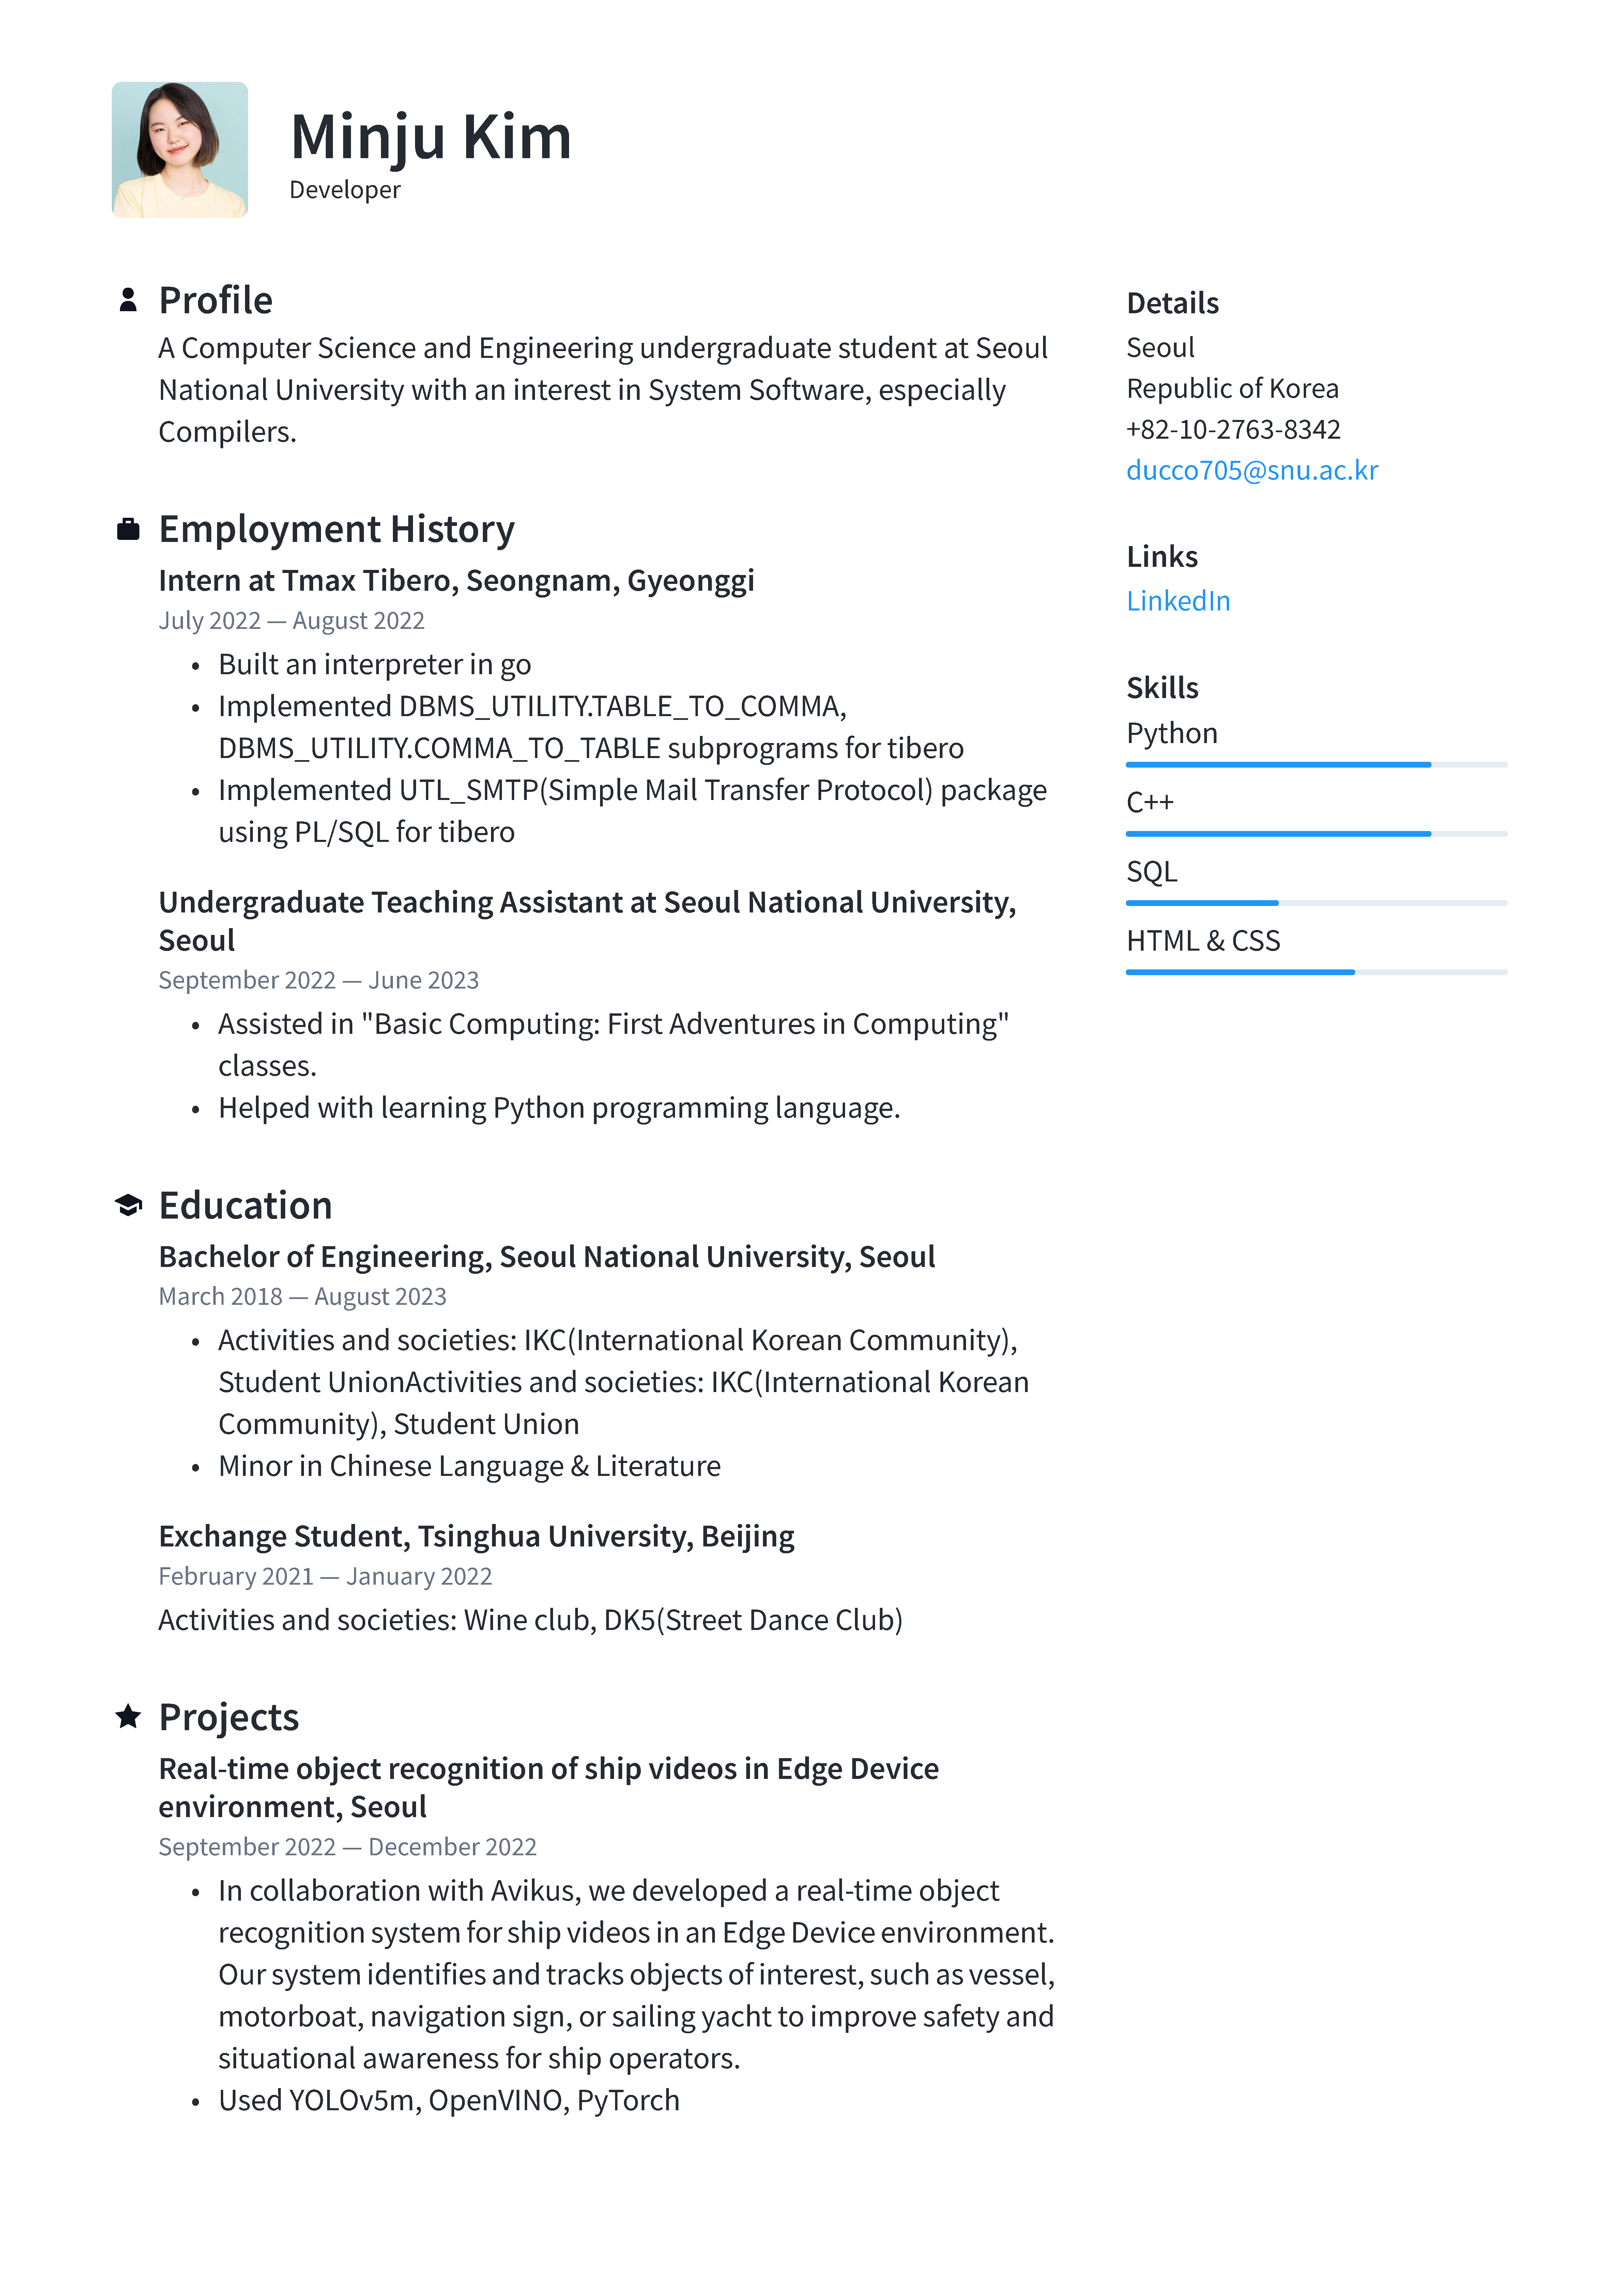 Minju Kim
Developer
Profile
A Computer Science and Engineering undergraduate student at Seoul
National University with an interest in System Software, especially
Compilers.
Employment History
Intern at Tmax Tibero, Seongnam, Gyeonggi
July 2022 — August 2022
• Built an interpreter in go
• Implemented DBMS_UTILITY.TABLE_TO_COMMA,
DBMS_UTILITY.COMMA_TO_TABLE subprograms for tibero
• Implemented UTL_SMTP(Simple Mail Transfer Protocol) package
using PL/SQL for tibero
Undergraduate Teaching Assistant at Seoul National University,
Seoul
September 2022 — June 2023
• Assisted in "Basic Computing: First Adventures in Computing"
classes.
• Helped with learning Python programming language.
Education
Bachelor of Engineering, Seoul National University, Seoul
March 2018 — August 2023
• Activities and societies: IKC(International Korean Community),
Student UnionActivities and societies: IKC(International Korean
Community), Student Union
• Minor in Chinese Language & Literature
Exchange Student, Tsinghua University, Beijing
February 2021 — January 2022
Activities and societies: Wine club, DK5(Street Dance Club)
Projects
Real-time object recognition of ship videos in Edge Device
environment, Seoul
September 2022 — December 2022
• In collaboration with Avikus, we developed a real-time object
recognition system for ship videos in an Edge Device environment.
Our system identifies and tracks objects of interest, such as vessel,
motorboat, navigation sign, or sailing yacht to improve safety and
situational awareness for ship operators.
• Used YOLOv5m, OpenVINO, PyTorch
Details
Seoul
Republic of Korea
+82-10-2763-8342
ducco705@snu.ac.kr
Links
LinkedIn
Skills
Python
C++
SQL
HTML & CSS